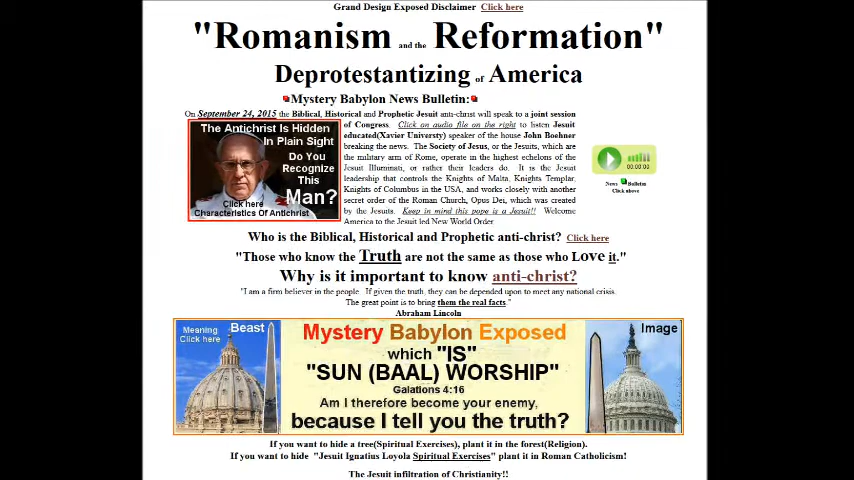 Grand Design Exposed Disclaimer Click here
"Romanism and the Reformation"
Deprotestantizing of America
Mystery Babylon News Bulletin:
On September 24, 2015 the Biblical, Historical and Prophetic Jesuit anti-christ will speak to a joint session
of Congress. Click on audio file on the right to listen Jesuit
educated(Xavier Universty) speaker of the house John Boehner
breaking the news. The Society of Jesus, or the Jesuits, which are
the military arm of Rome, operate in the highest echelons of the
Jesuit Illuminati, or rather their leaders do. It is the Jesuit
leadership that controls the Knights of Malta, Knights Templar,
Knights of Columbus in the USA, and works closely with another
secret order of the Roman Church, Opus Dei, which was created
by the Jesuits. Keep in mind this pope is a Jesuit!! Welcome
America to the Jesuit led New World Order
The Antichrist Is Hidden
In Plain Sight
Do You
Recognize
This
Man?
Click here
Characteristics Of Antichrist
00:00:00
News Bulletin
Click above
Who is the Biblical, Historical and Prophetic anti-christ? Click here
"Those who know the Truth are not the same as those who Love it."
Why is it important to know anti-christ?
"I am a firm believer in the people. If given the truth, they can be depended upon to meet any national crisis.
The great point is to bring them the real facts."
Abraham Lincoln
Meaning
Click here
Beast
Mystery Babylon Exposed
which "IS"
"SUN (BAAL) WORSHIP"
Galations 4:16
Am I therefore become your enemy,
because I tell you the truth?
Image
If you want to hide a tree(Spiritual Exercises), plant it in the forest(Religion).
If you want to hide "Jesuit Ignatius Loyola Spiritual Exercises" plant it in Roman Catholicism!
The Jesuit infiltration of Christianity!!